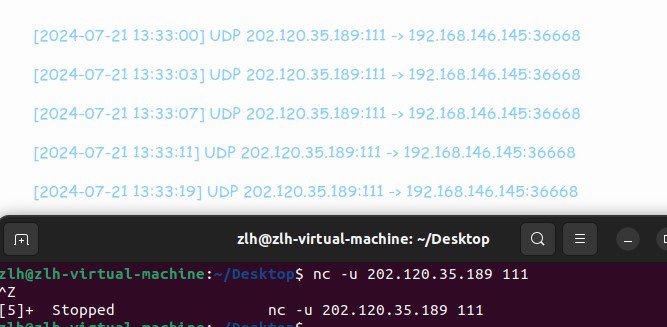 [2024-07-21 13:33:00] UDP 202.120.35.189:111 -> 192.168.146.145:36668
[2024-07-21 13:33:03] UDP 202.120.35.189:111 -> 192.168.146.145:36668
[2024-07-21 13:33:07] UDP 202.120.35.189:111 -> 192.168.146.145:36668
[2024-07-21 13:33:11] UDP 202.120.35.189:111 -> 192.168.146.145:36668
[2024-07-21 13:33:19] UDP 202.120.35.189:111 -> 192.168.146.145:36668
zlh@zlh-virtual-machine: ~/Desktop
zlh@zlh-virtual-machine:~/Desktop$ nc -u 202.120.35.189 111
^Z
[5]+  Stopped                 nc -u 202.120.35.189 111
zlh@zlh-virtual-machine:~/Desktop$